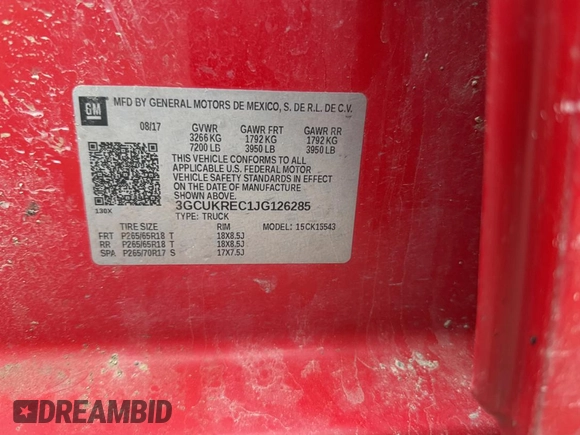 GM
MFD BY GENERAL MOTORS DE MEXICO, S. DE R.L. DE C.V.
08/17 GVWR GAWR FRT GAWR RR
3266 KG 1792 KG 1792 KG
7200 LB 3950 LB 3950 LB
THIS VEHICLE CONFORMS TO ALL
APPLICABLE U.S. FEDERAL MOTOR
VEHICLE SAFETY STANDARDS IN EFFECT
ON THE DATE OF MANUFACTURE
SHOWN ABOVE.
3GCUKREC1JG126285
130X TYPE: TRUCK
TIRE SIZE RIM MODEL: 15CK15543
FRT P265/65R18 T 18X8.5J
RR P265/65R18 T 18X8.5J
SPA P265/70R17 S 17X7.5J
DREAMBID